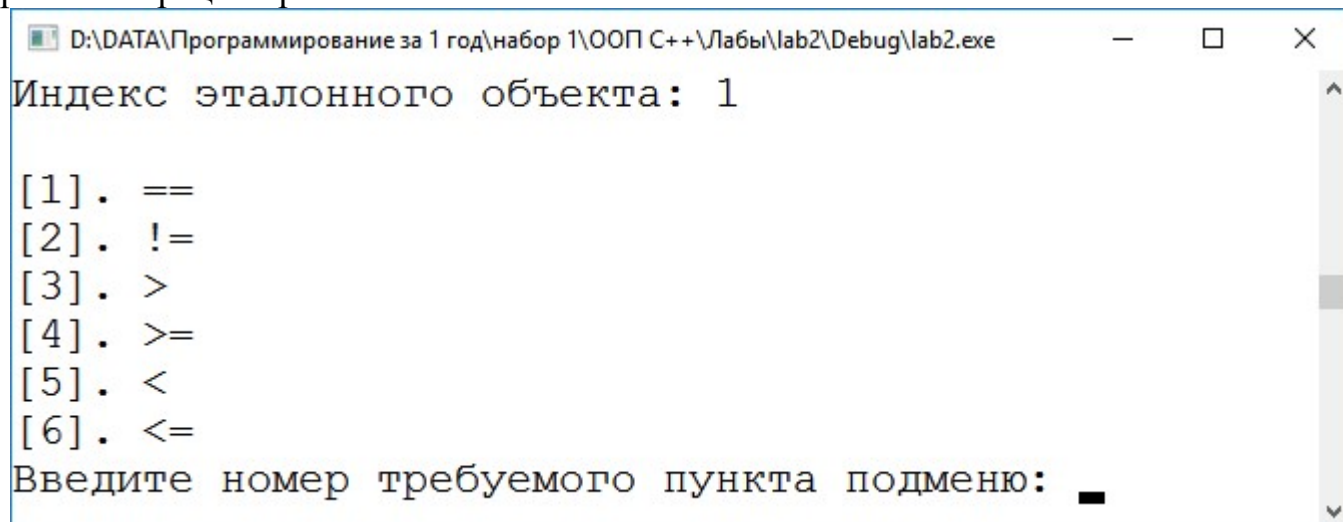 D:\DATA\Программирование за 1 год\набор 1\ООП С++\Лабы\lab2\Debug\lab2.exe
Индекс эталонного объекта: 1
[1]. ==
[2]. !=
[3]. >
[4]. >=
[5]. <
[6]. <=
Введите номер требуемого пункта подменю: